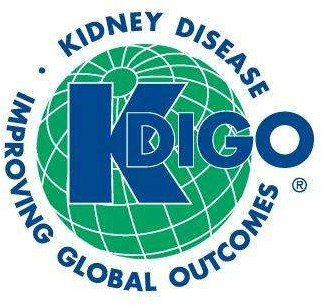 • KIDNEY DISEASE
IMPROVING GLOBAL OUTCOMES
KDIGO
®